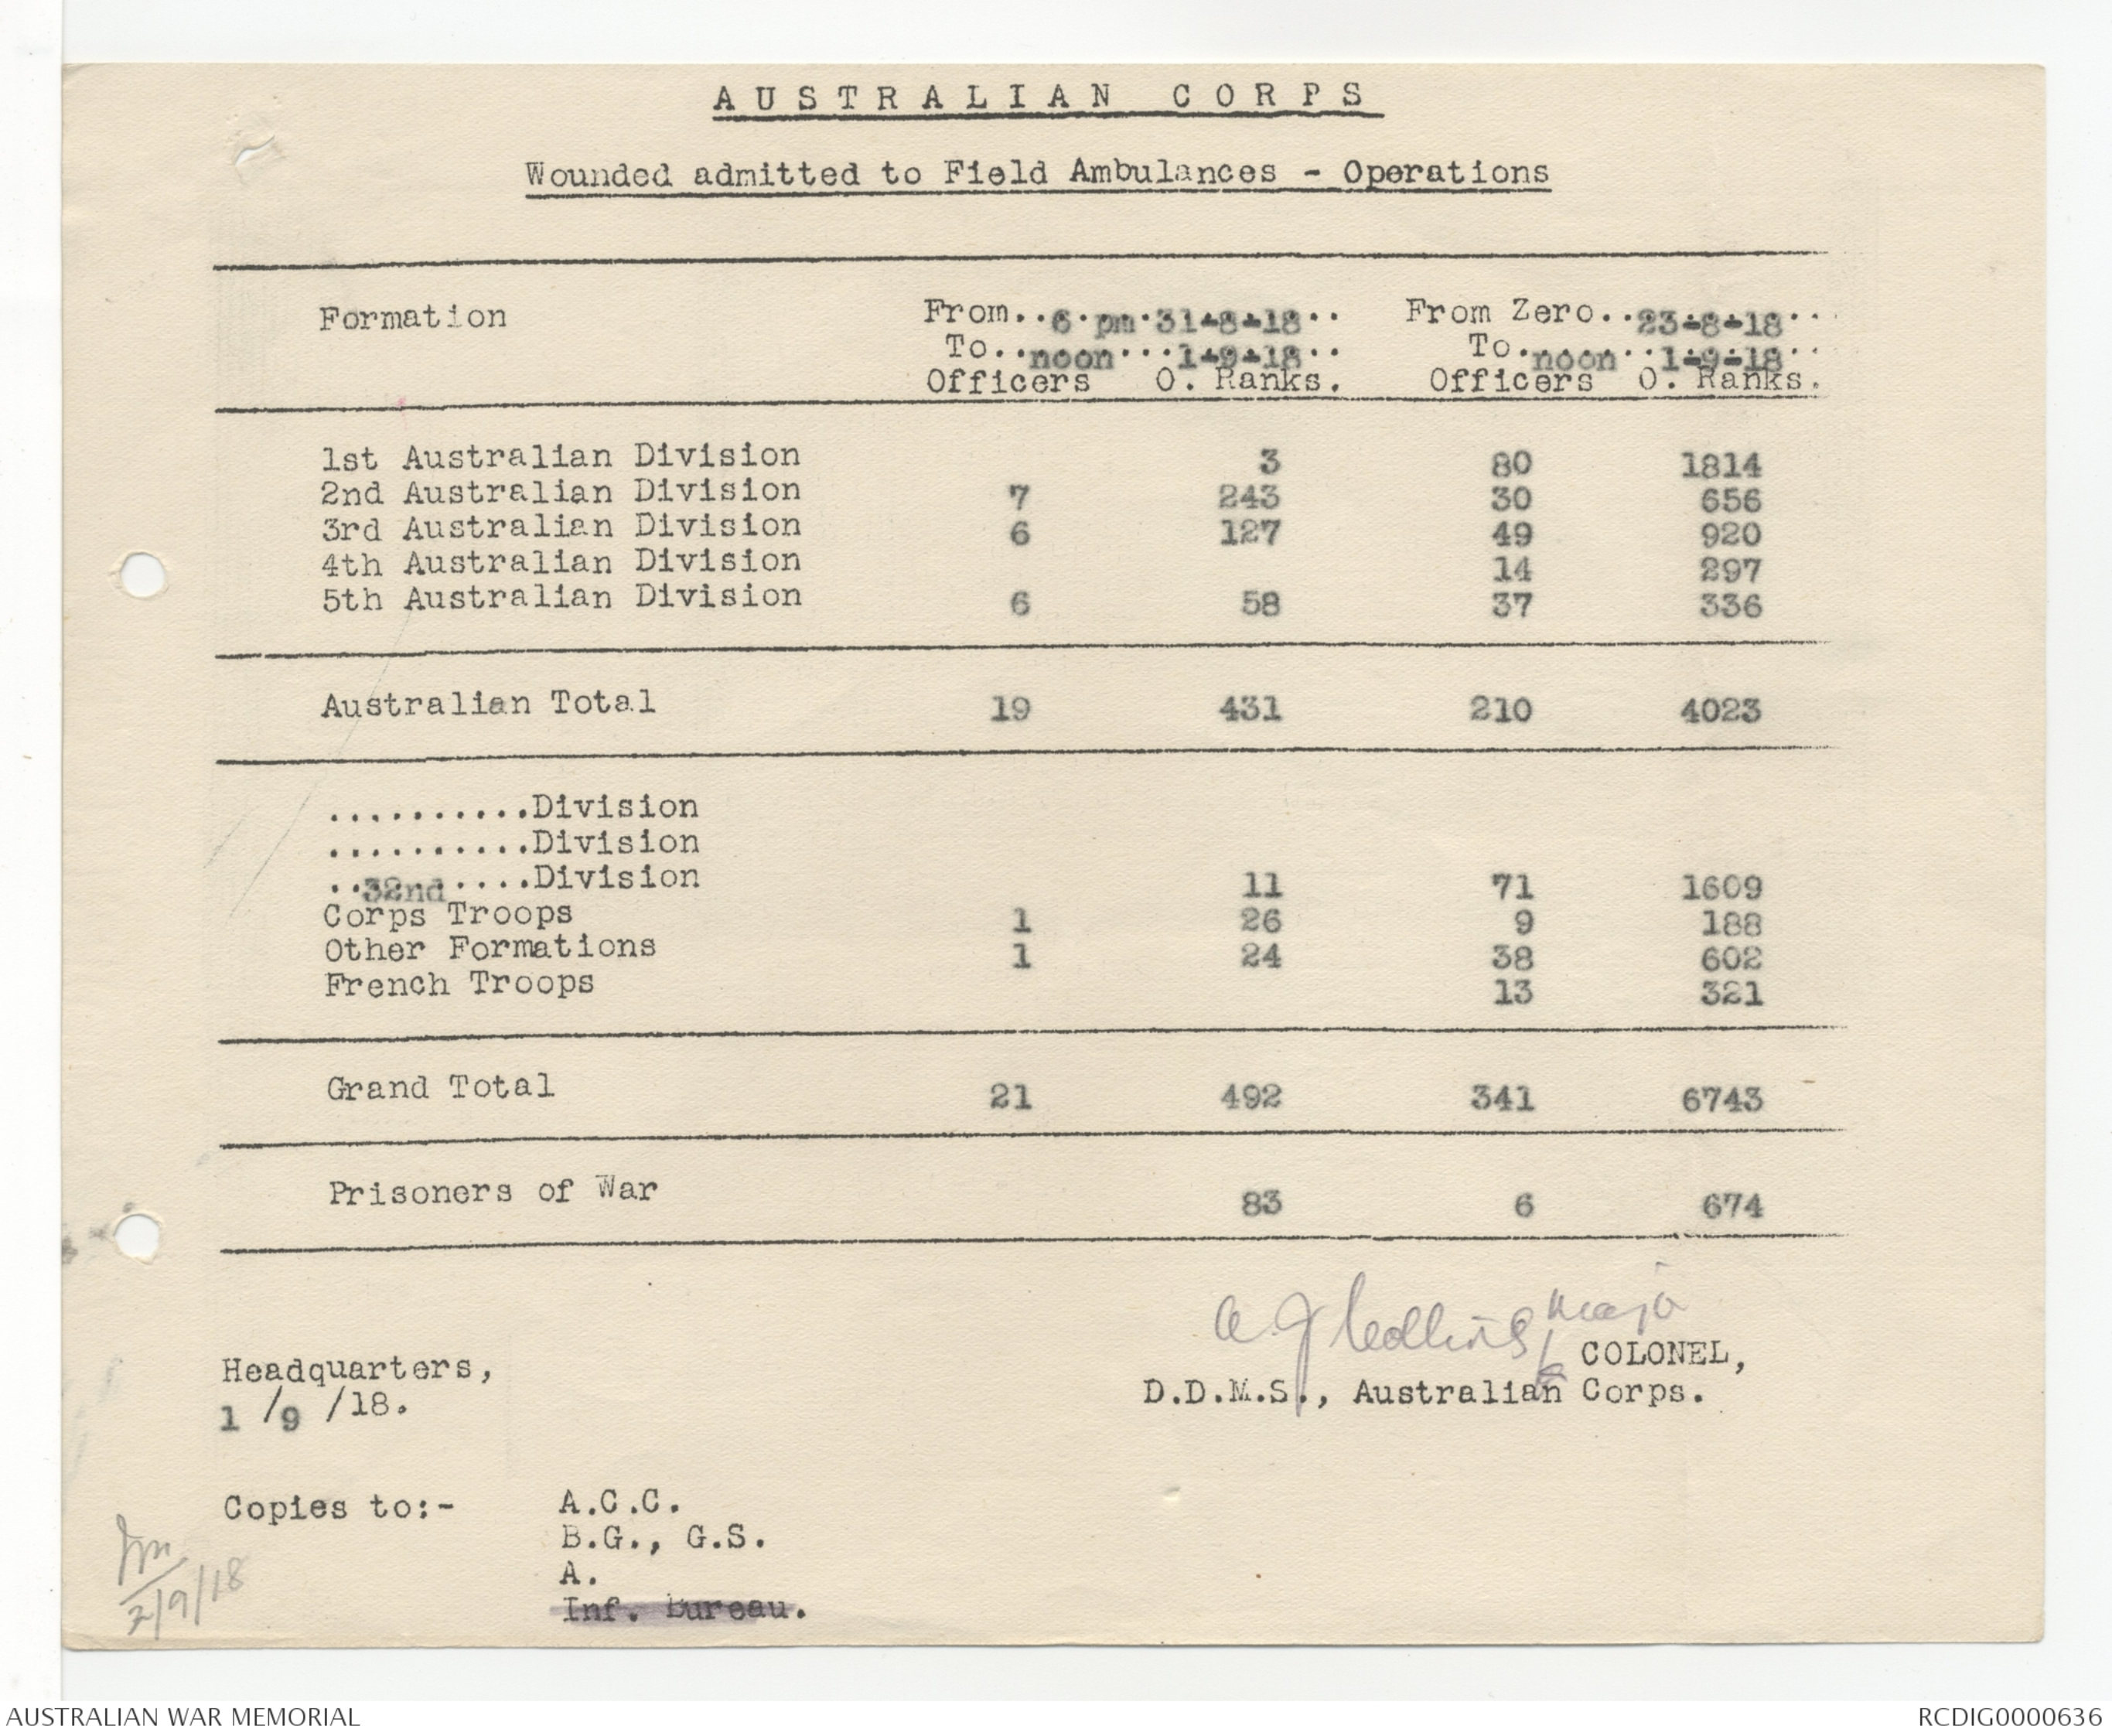 AUSTRALIAN CORPS
Wounded admitted to Field Ambulances - Operations
Formation From..6.pm.31-8-18.. From Zero..23-8-18...
To..noon...1-9-18.. To.noon..1-9-18..
Officers O. Ranks. Officers O. Ranks.
1st Australian Division 3 80 1814
2nd Australian Division 7 243 30 656
3rd Australian Division 6 127 49 920
4th Australian Division 14 297
5th Australian Division 6 58 37 336
Australian Total 19 431 210 4023
..........Division
..........Division
..32nd....Division 11 71 1609
Corps Troops 1 26 9 188
Other Formations 1 24 38 602
French Troops 13 321
Grand Total 21 492 341 6743
Prisoners of War 83 6 674
A J Collins Major
Headquarters, COLONEL,
1 /9 /18. D.D.M.S., Australian Corps.
Copies to:- A.C.C.
B.G., G.S.
A.
Inf. Bureau.
2/9/18
AUSTRALIAN WAR MEMORIAL RCDIG0000636